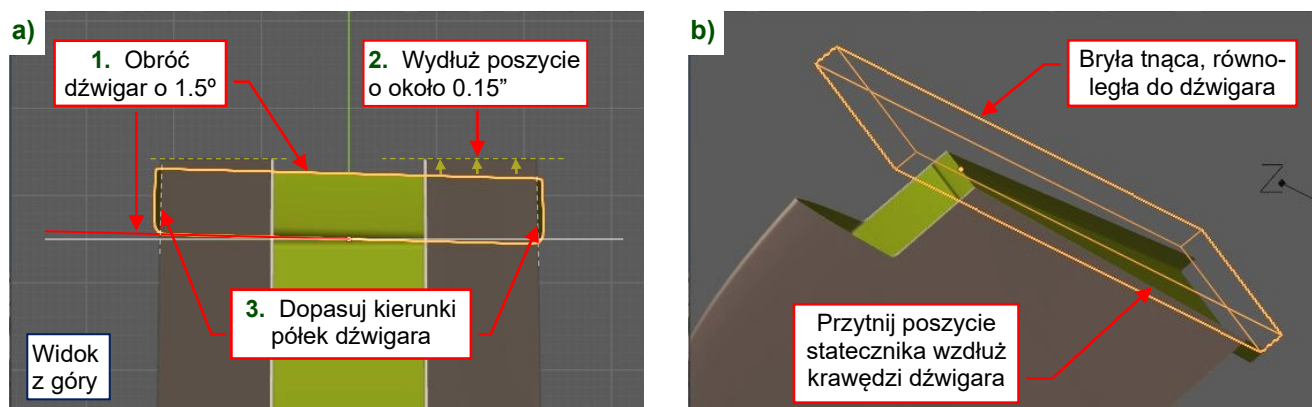 a)
1. Obróć
dźwigar o 1.5º
2. Wydłuż poszycie
o około 0.15”
3. Dopasuj kierunki
półek dźwigara
Widok
z góry
b)
Bryła tnąca, równo-
legła do dźwigara
Z
Przytnij poszycie
statecznika wzdłuż
krawędzi dźwigara